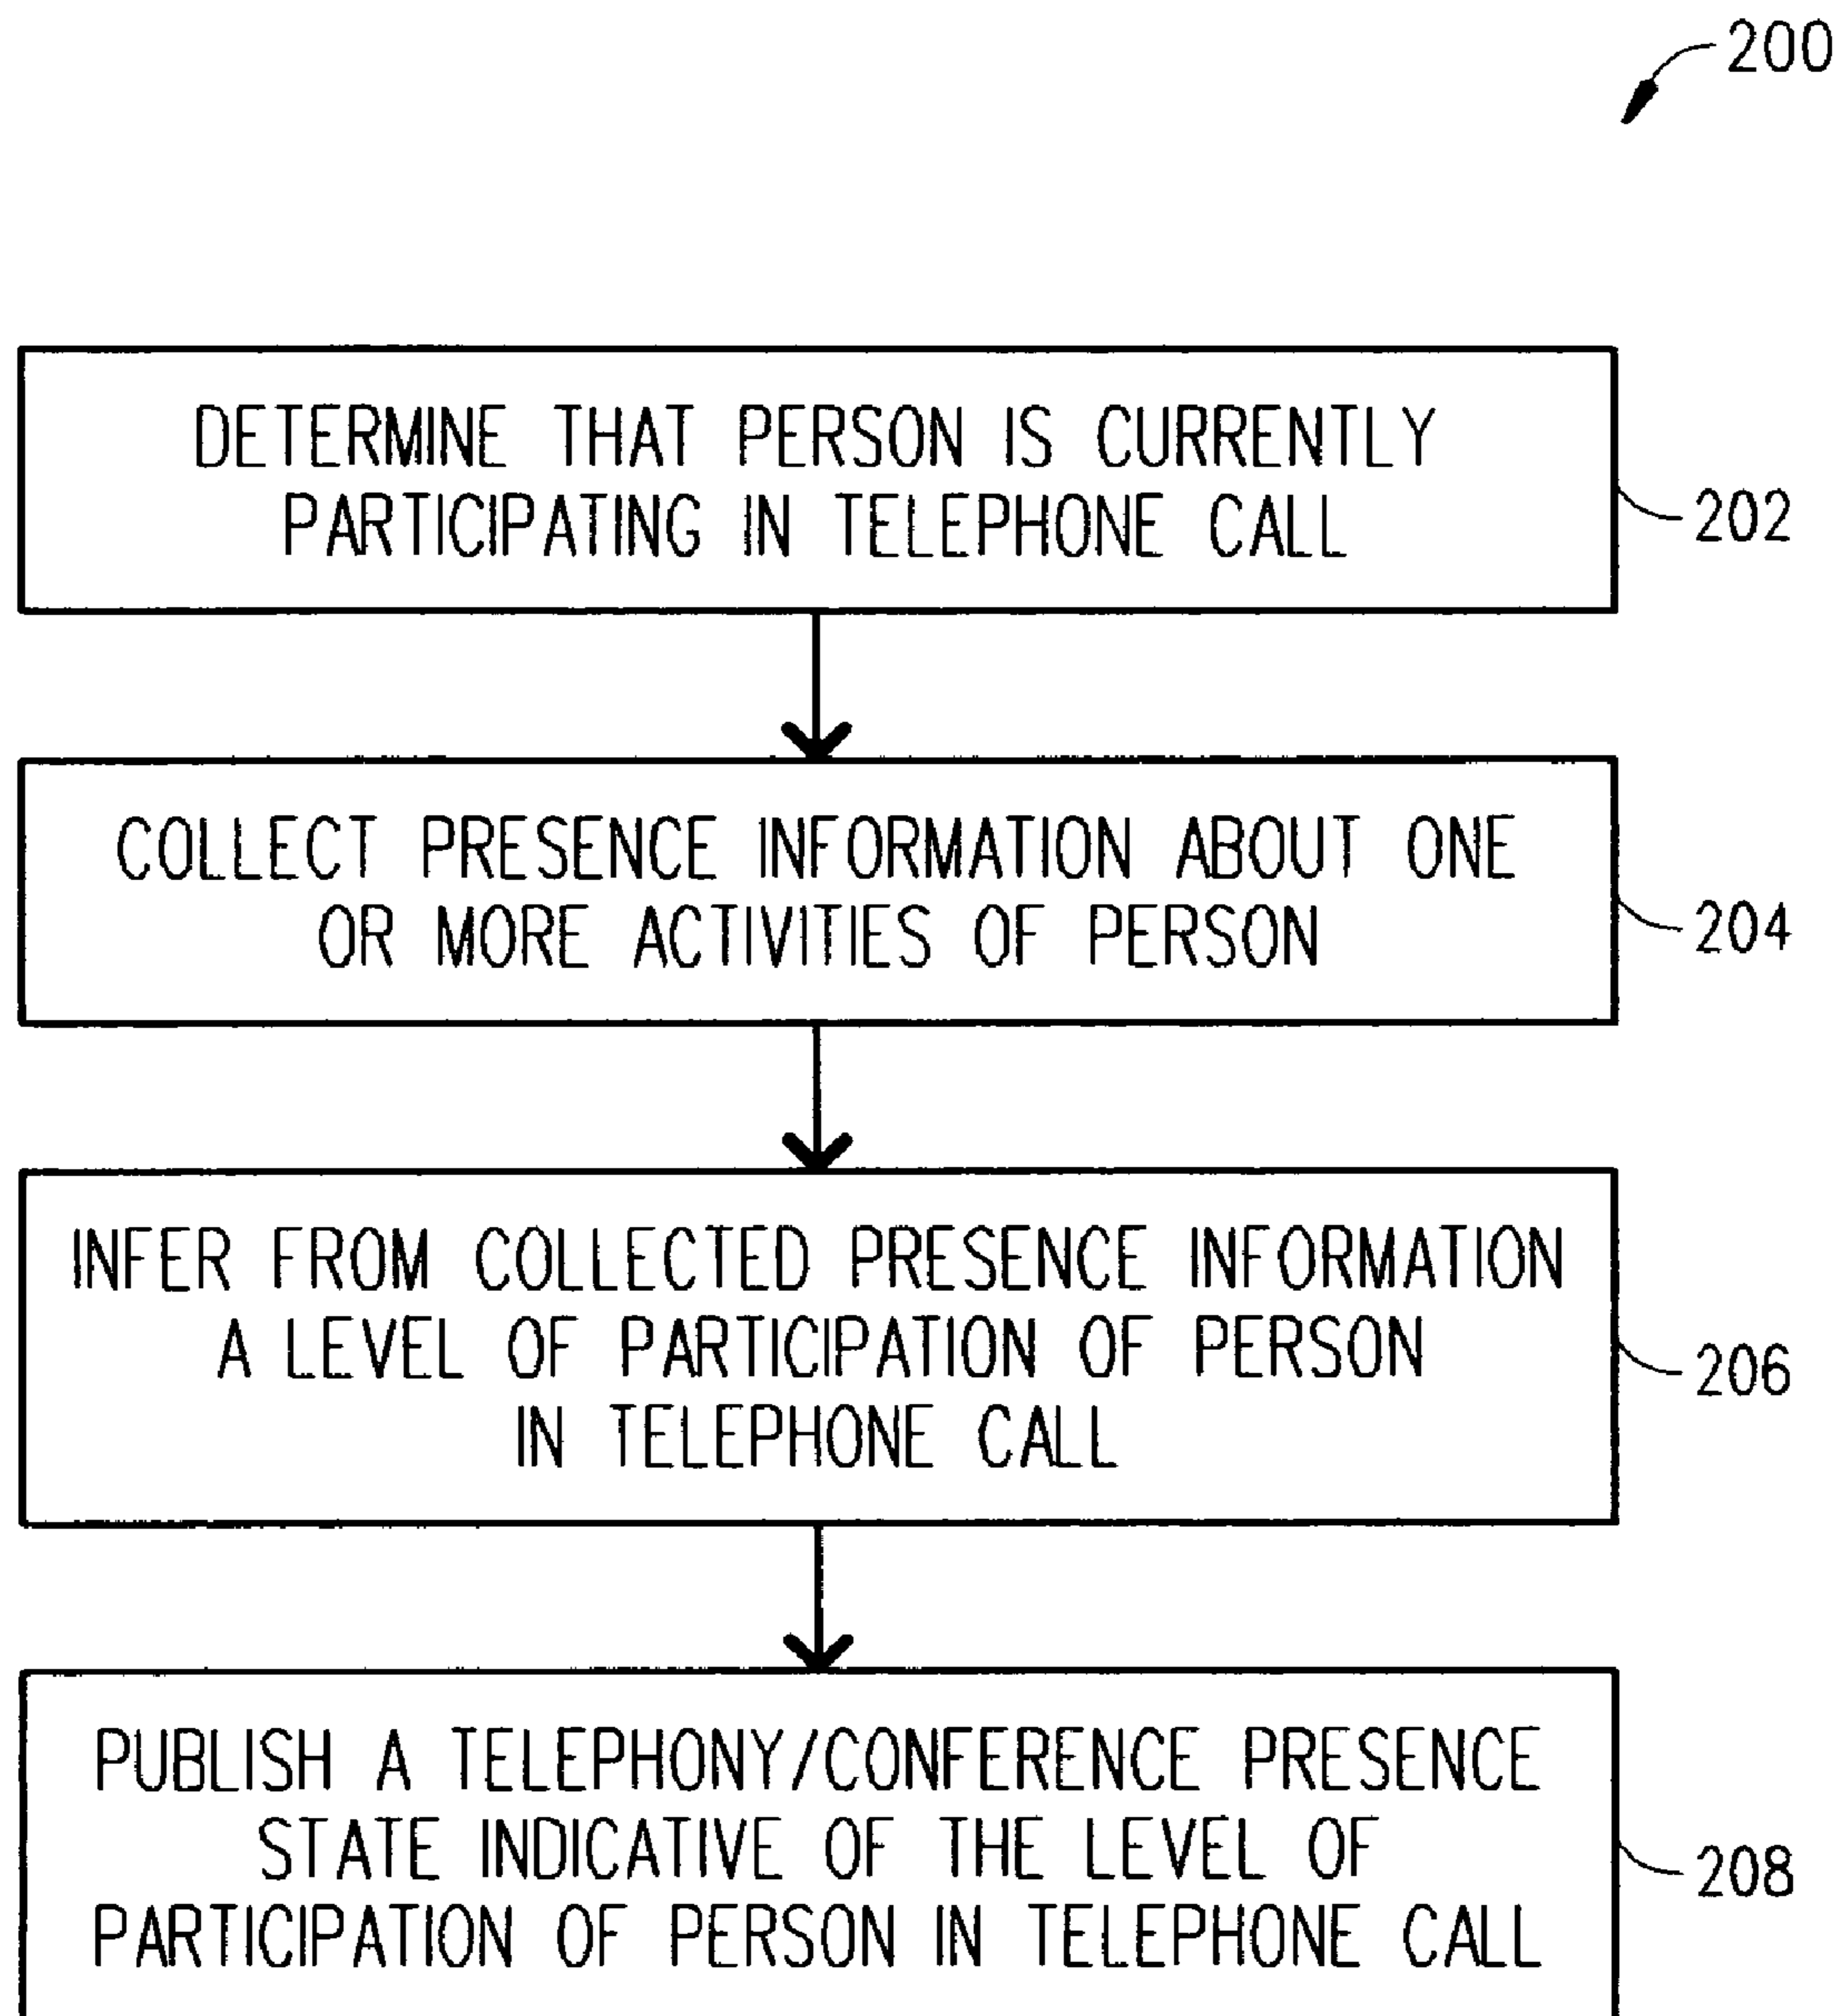 200
DETERMINE THAT PERSON IS CURRENTLY
PARTICIPATING IN TELEPHONE CALL
202
COLLECT PRESENCE INFORMATION ABOUT ONE
OR MORE ACTIVITIES OF PERSON
204
INFER FROM COLLECTED PRESENCE INFORMATION
A LEVEL OF PARTICIPATION OF PERSON
IN TELEPHONE CALL
206
PUBLISH A TELEPHONY/CONFERENCE PRESENCE
STATE INDICATIVE OF THE LEVEL OF
PARTICIPATION OF PERSON IN TELEPHONE CALL
208